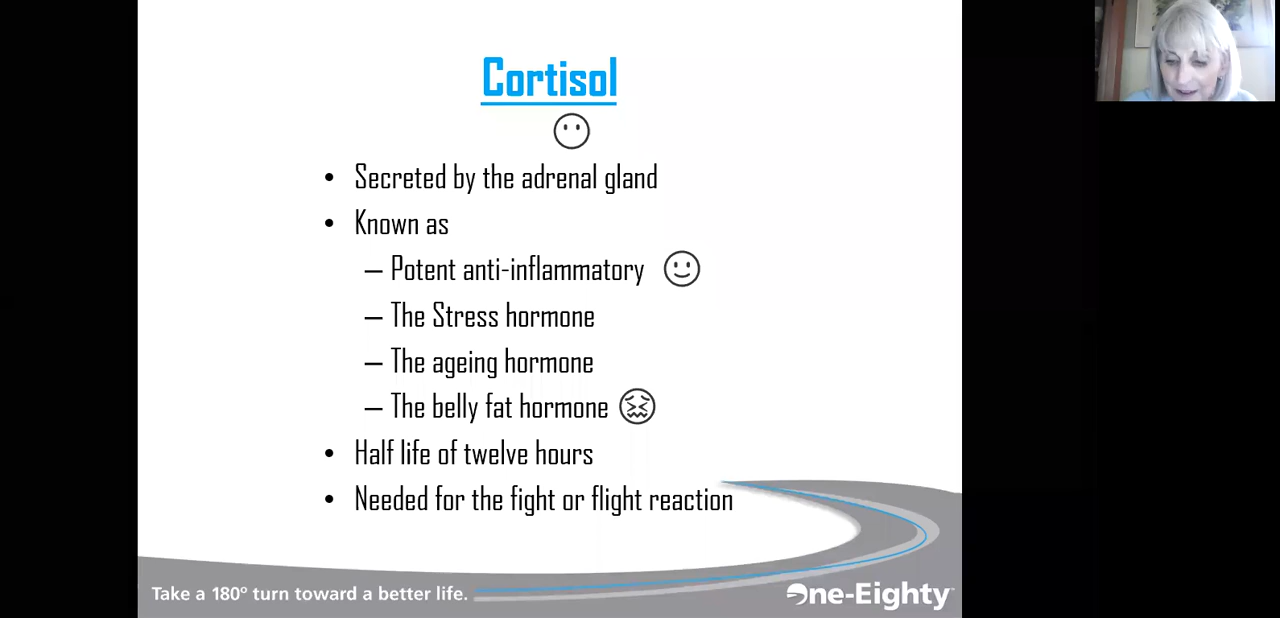 Cortisol
• Secreted by the adrenal gland
• Known as
– Potent anti-inflammatory
– The Stress hormone
– The ageing hormone
– The belly fat hormone
• Half life of twelve hours
• Needed for the fight or flight reaction
Take a 180º turn toward a better life.
One-Eighty